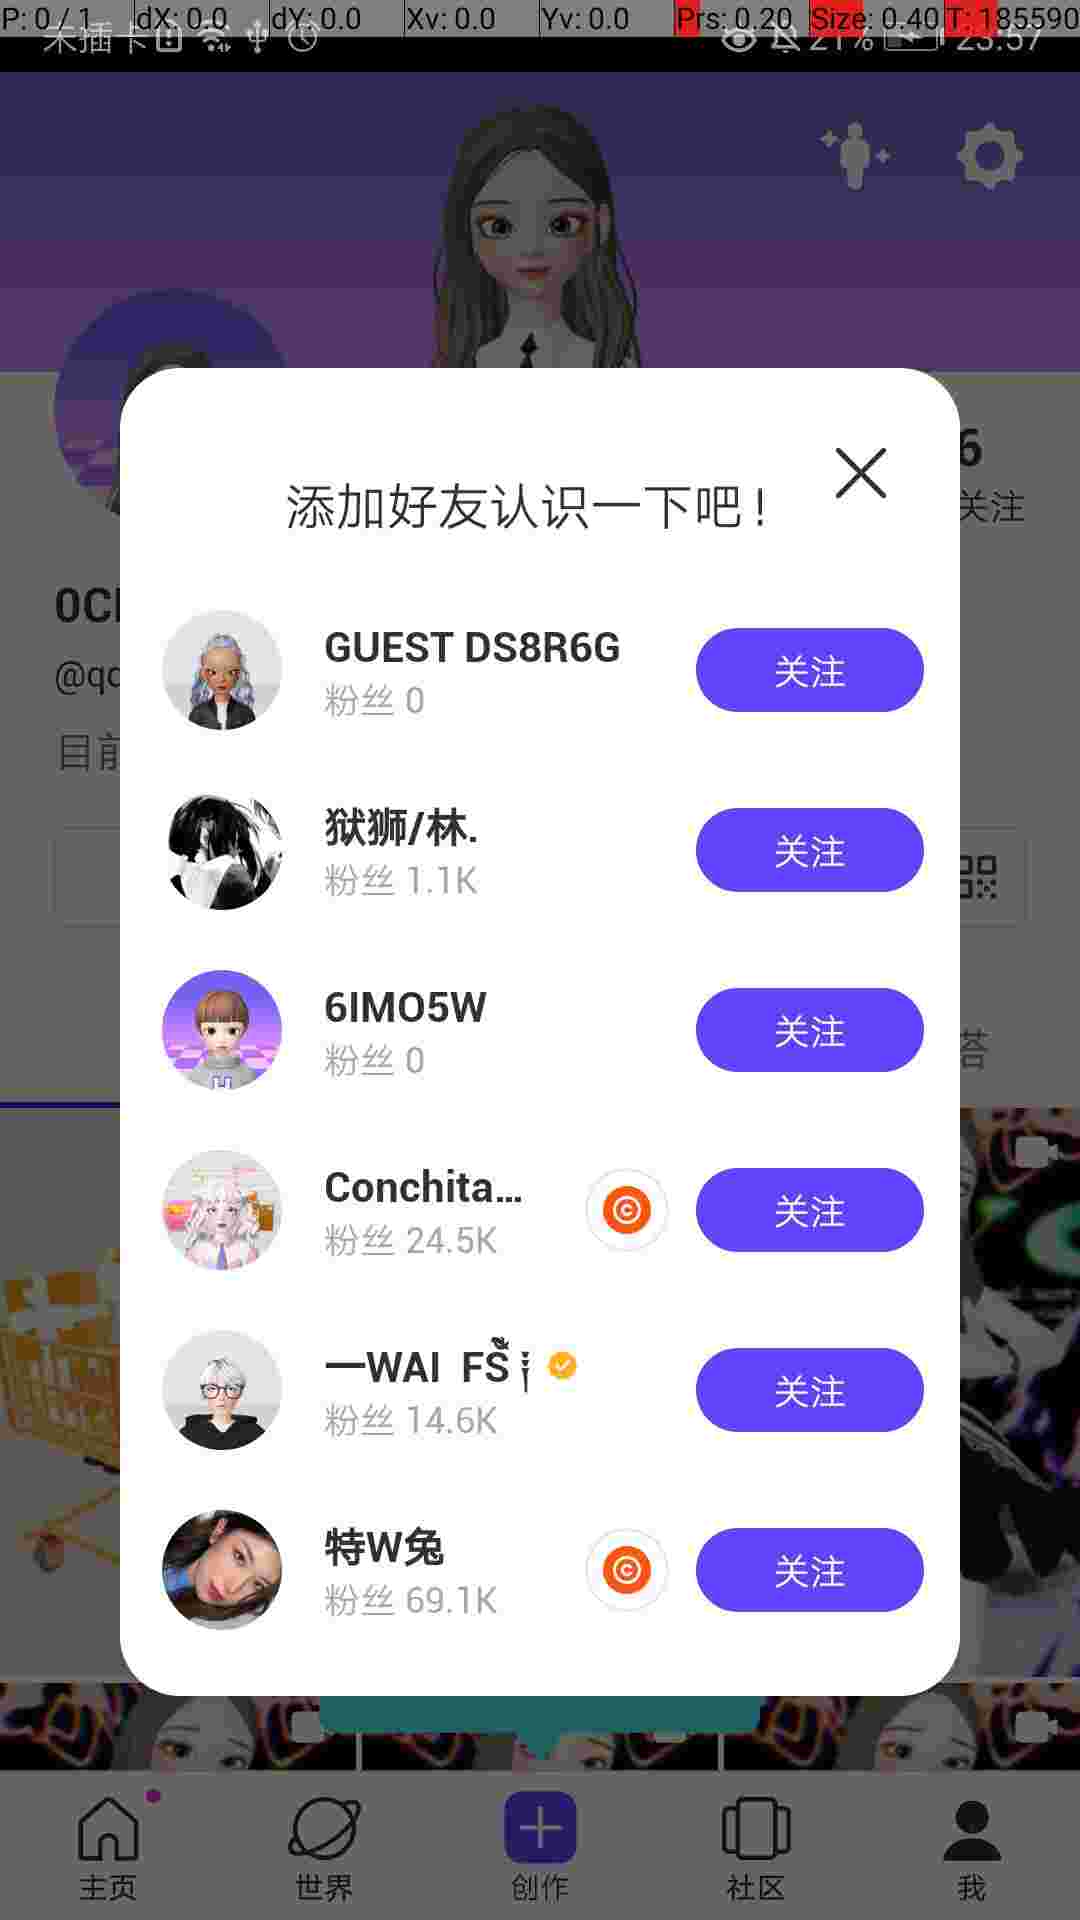 P: 0 / 1 dX: 0.0 dY: 0.0 Xv: 0.0 Yv: 0.0 Prs: 0.20 Size: 0.40 T: 185590
未插卡 21% 23:57
6
关注
添加好友认识一下吧!
0C
@qc
目前
GUEST DS8R6G
粉丝 0
关注
狱狮/林.
粉丝 1.1K
关注
6IMO5W
粉丝 0
关注
答
Conchita...
粉丝 24.5K
关注
一WAI FS
粉丝 14.6K
关注
特W兔
粉丝 69.1K
关注
主页 世界 创作 社区 我